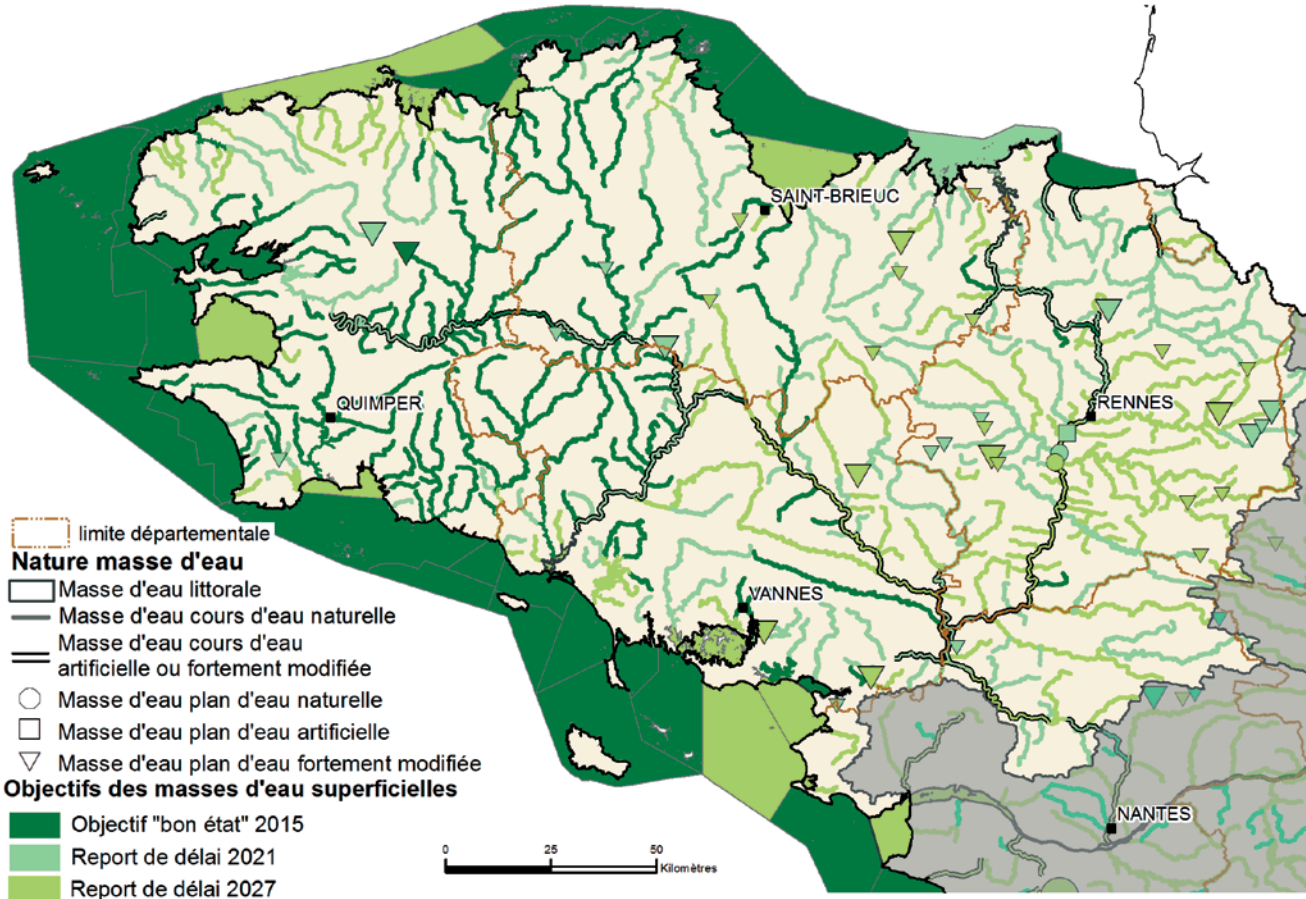 SAINT-BRIEUC
QUIMPER
RENNES
VANNES
NANTES
limite départementale
Nature masse d'eau
Masse d'eau littorale
Masse d'eau cours d'eau naturelle
Masse d'eau cours d'eau
artificielle ou fortement modifiée
Masse d'eau plan d'eau naturelle
Masse d'eau plan d'eau artificielle
Masse d'eau plan d'eau fortement modifiée
Objectifs des masses d'eau superficielles
Objectif "bon état" 2015
Report de délai 2021
Report de délai 2027
0 25 50
Kilomètres